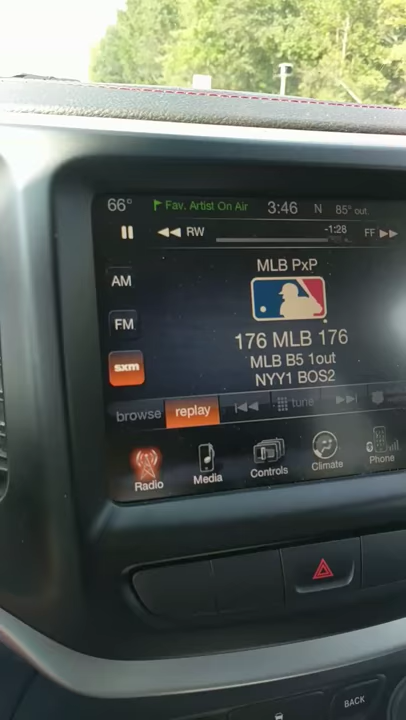 66° Fav. Artist On Air 3:46 N 85° out
RW -1:28 FF
MLB PxP
AM
FM
sxm
176 MLB 176
MLB B5 1out
NYY1 BOS2
browse replay tune
Radio Media Controls Climate Phone
BACK